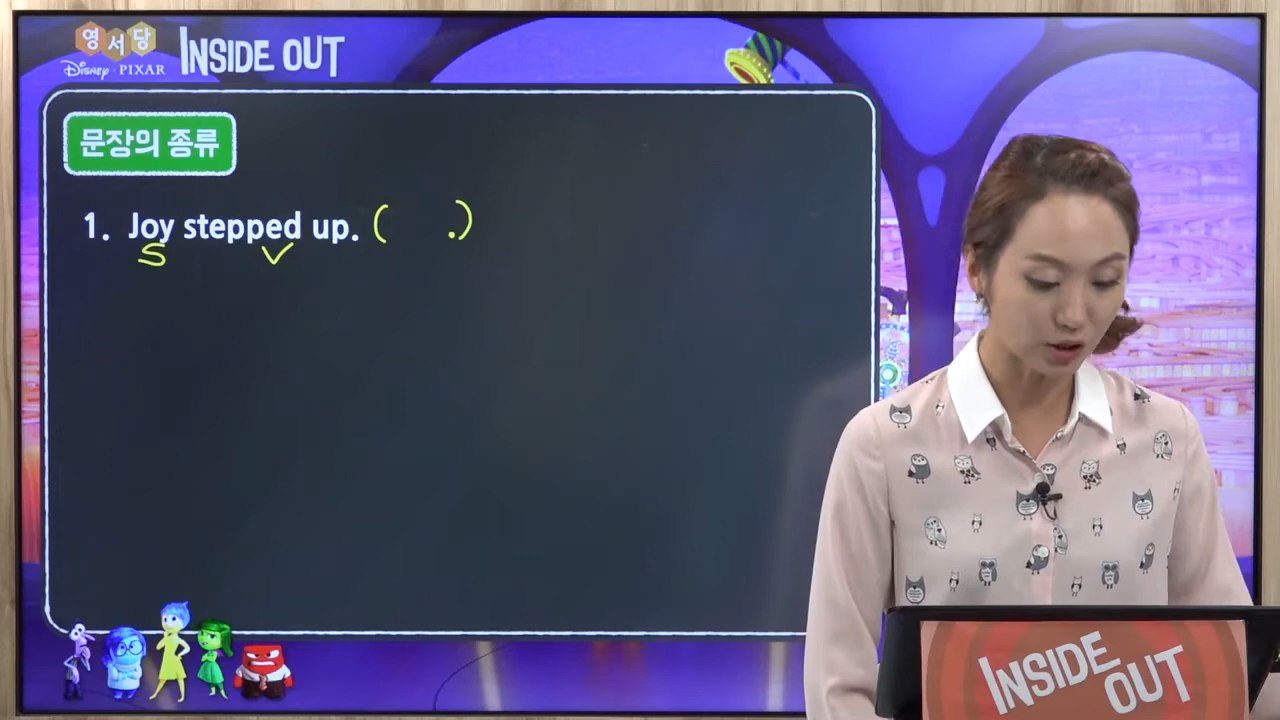 영서당
Disney · PIXAR
INSIDE OUT
문장의 종류
1. Joy stepped up. ( .)
S V
INSIDE
OUT